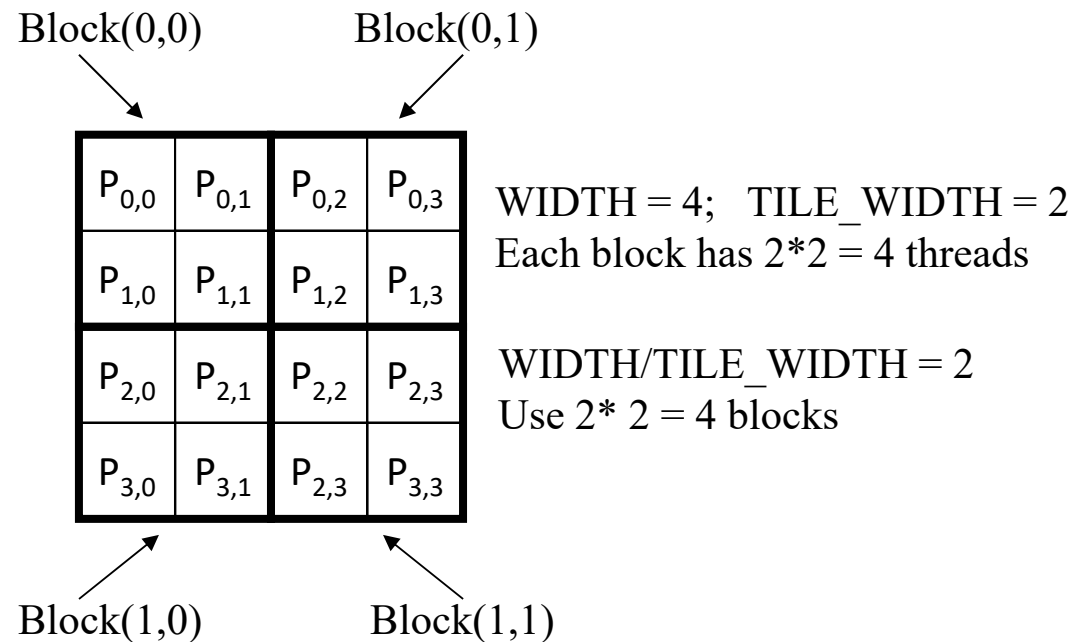 Block(0,0) Block(0,1)
P0,0 P0,1 P0,2 P0,3
P1,0 P1,1 P1,2 P1,3
P2,0 P2,1 P2,2 P2,3
P3,0 P3,1 P2,3 P3,3
WIDTH = 4; TILE_WIDTH = 2
Each block has 2*2 = 4 threads
WIDTH/TILE_WIDTH = 2
Use 2* 2 = 4 blocks
Block(1,0) Block(1,1)